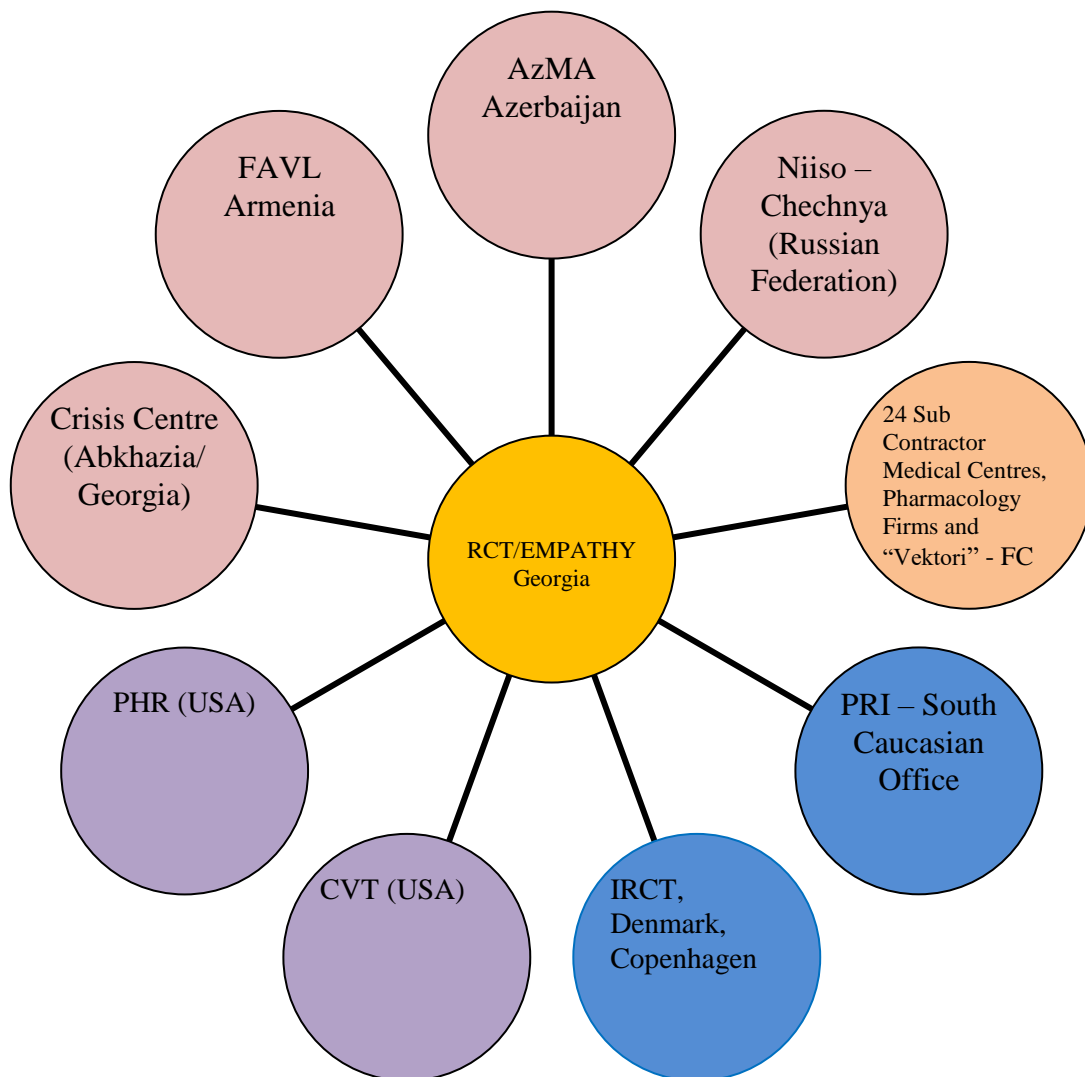 AzMA
Azerbaijan
FAVL
Armenia
Niiso –
Chechnya
(Russian
Federation)
Crisis Centre
(Abkhazia/
Georgia)
24 Sub
Contractor
Medical Centres,
Pharmacology
Firms and
“Vektori” - FC
RCT/EMPATHY
Georgia
PHR (USA)
PRI – South
Caucasian
Office
CVT (USA)
IRCT,
Denmark,
Copenhagen